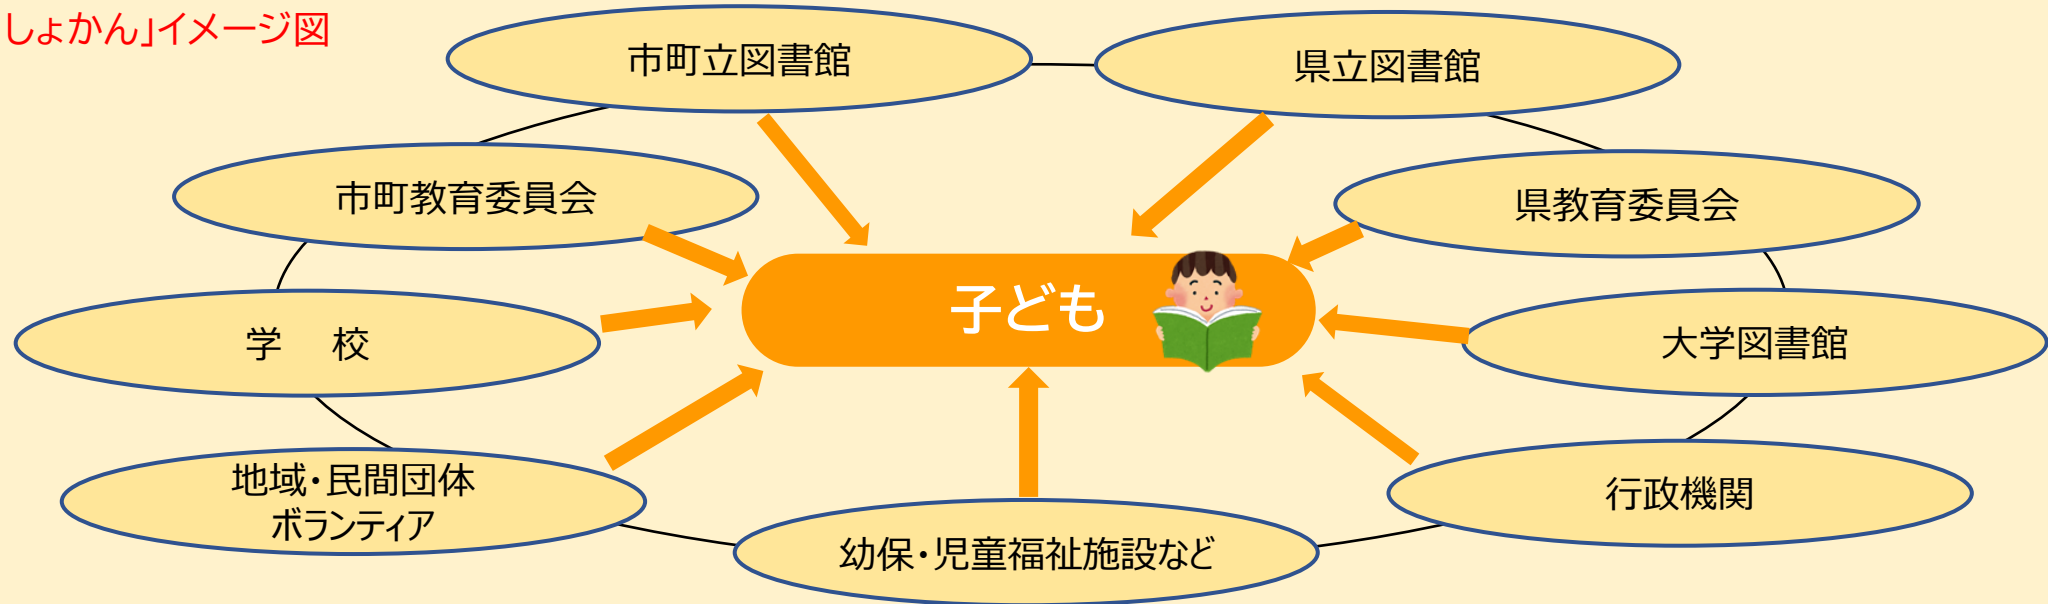 しょかん」イメージ図
市町立図書館
県立図書館
市町教育委員会
県教育委員会
子ども
学　校
大学図書館
地域・民間団体
ボランティア
行政機関
幼保・児童福祉施設など